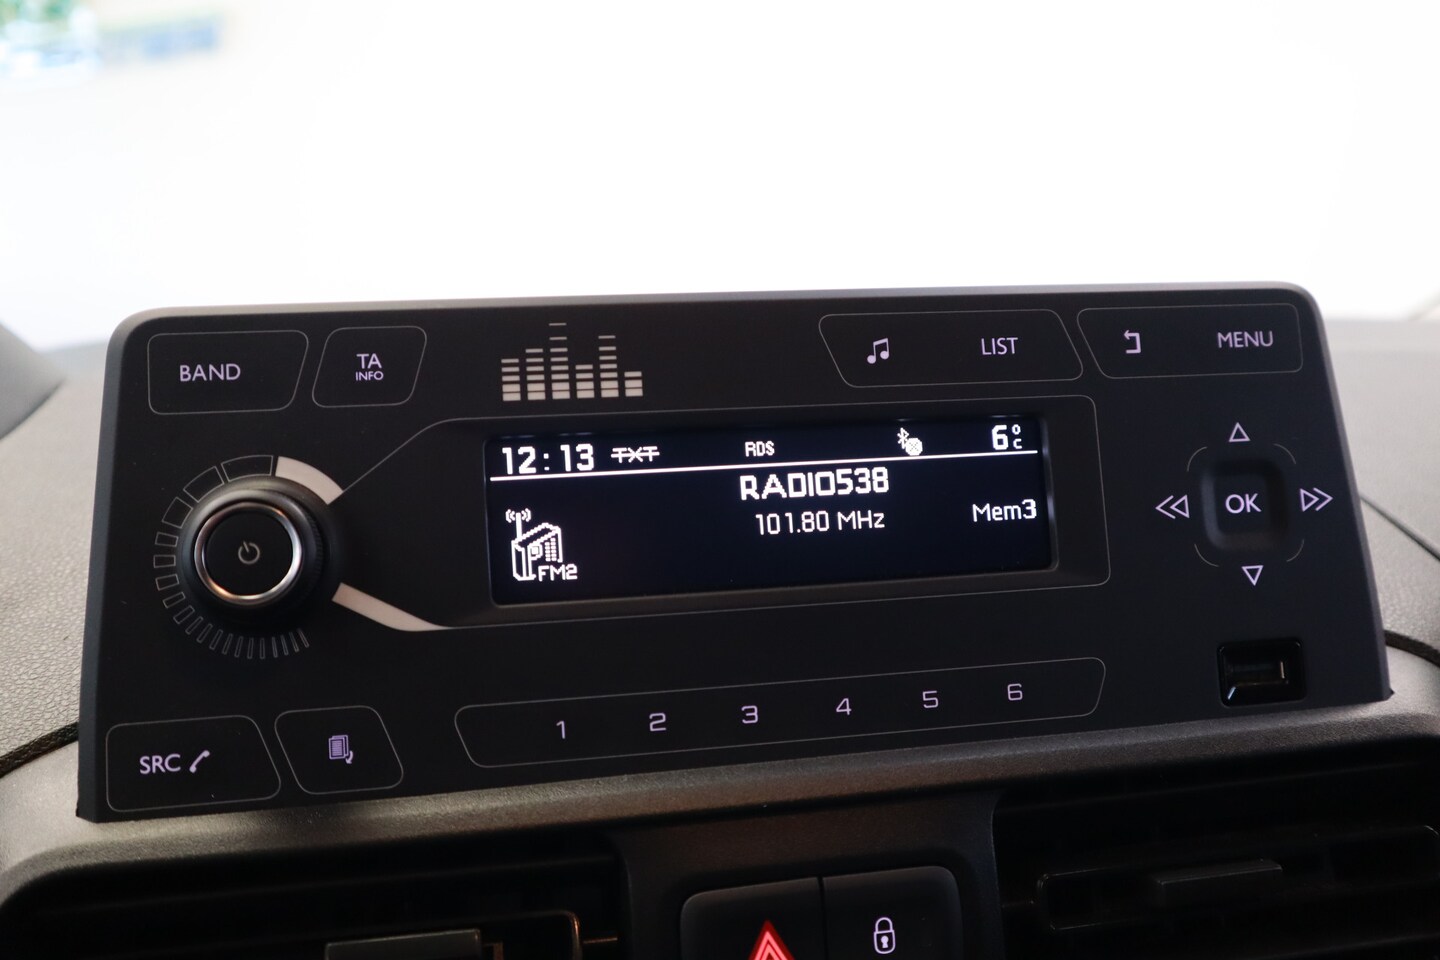 BAND
TA
INFO
LIST
MENU
12:13 TXT RDS 6°C
RADIO538
101.80 MHz
Mem3
FM2
OK
SRC
1 2 3 4 5 6